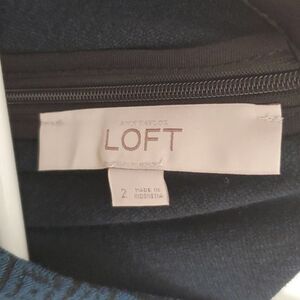 ANN TAYLOR
LOFT
2
MADE IN
INDONESIA